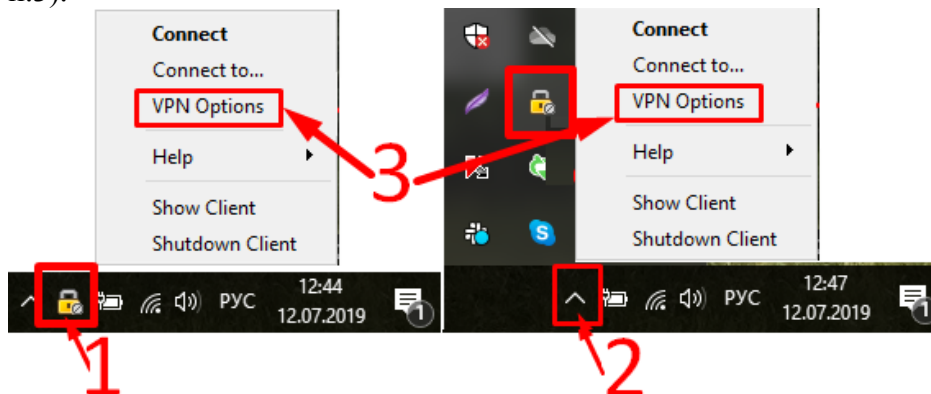 п.3).
Connect
Connect to...
VPN Options
Help
Show Client
Shutdown Client
РУС
12:44
12.07.2019
1
1
Connect
Connect to...
VPN Options
Help
Show Client
Shutdown Client
РУС
12:47
12.07.2019
1
2
3